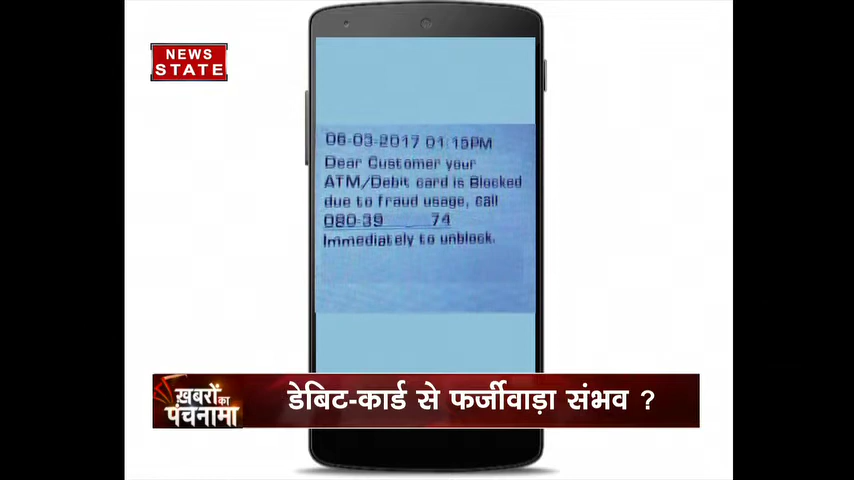 NEWS
STATE
06-03-2017 01:15PM
Dear Customer your
ATM/Debit card is Blocked
due to fraud usage, call
080-39 74
Immediately to unblock.
ख़बरों का
पंचनामा
डेबिट-कार्ड से फर्जीवाड़ा संभव ?